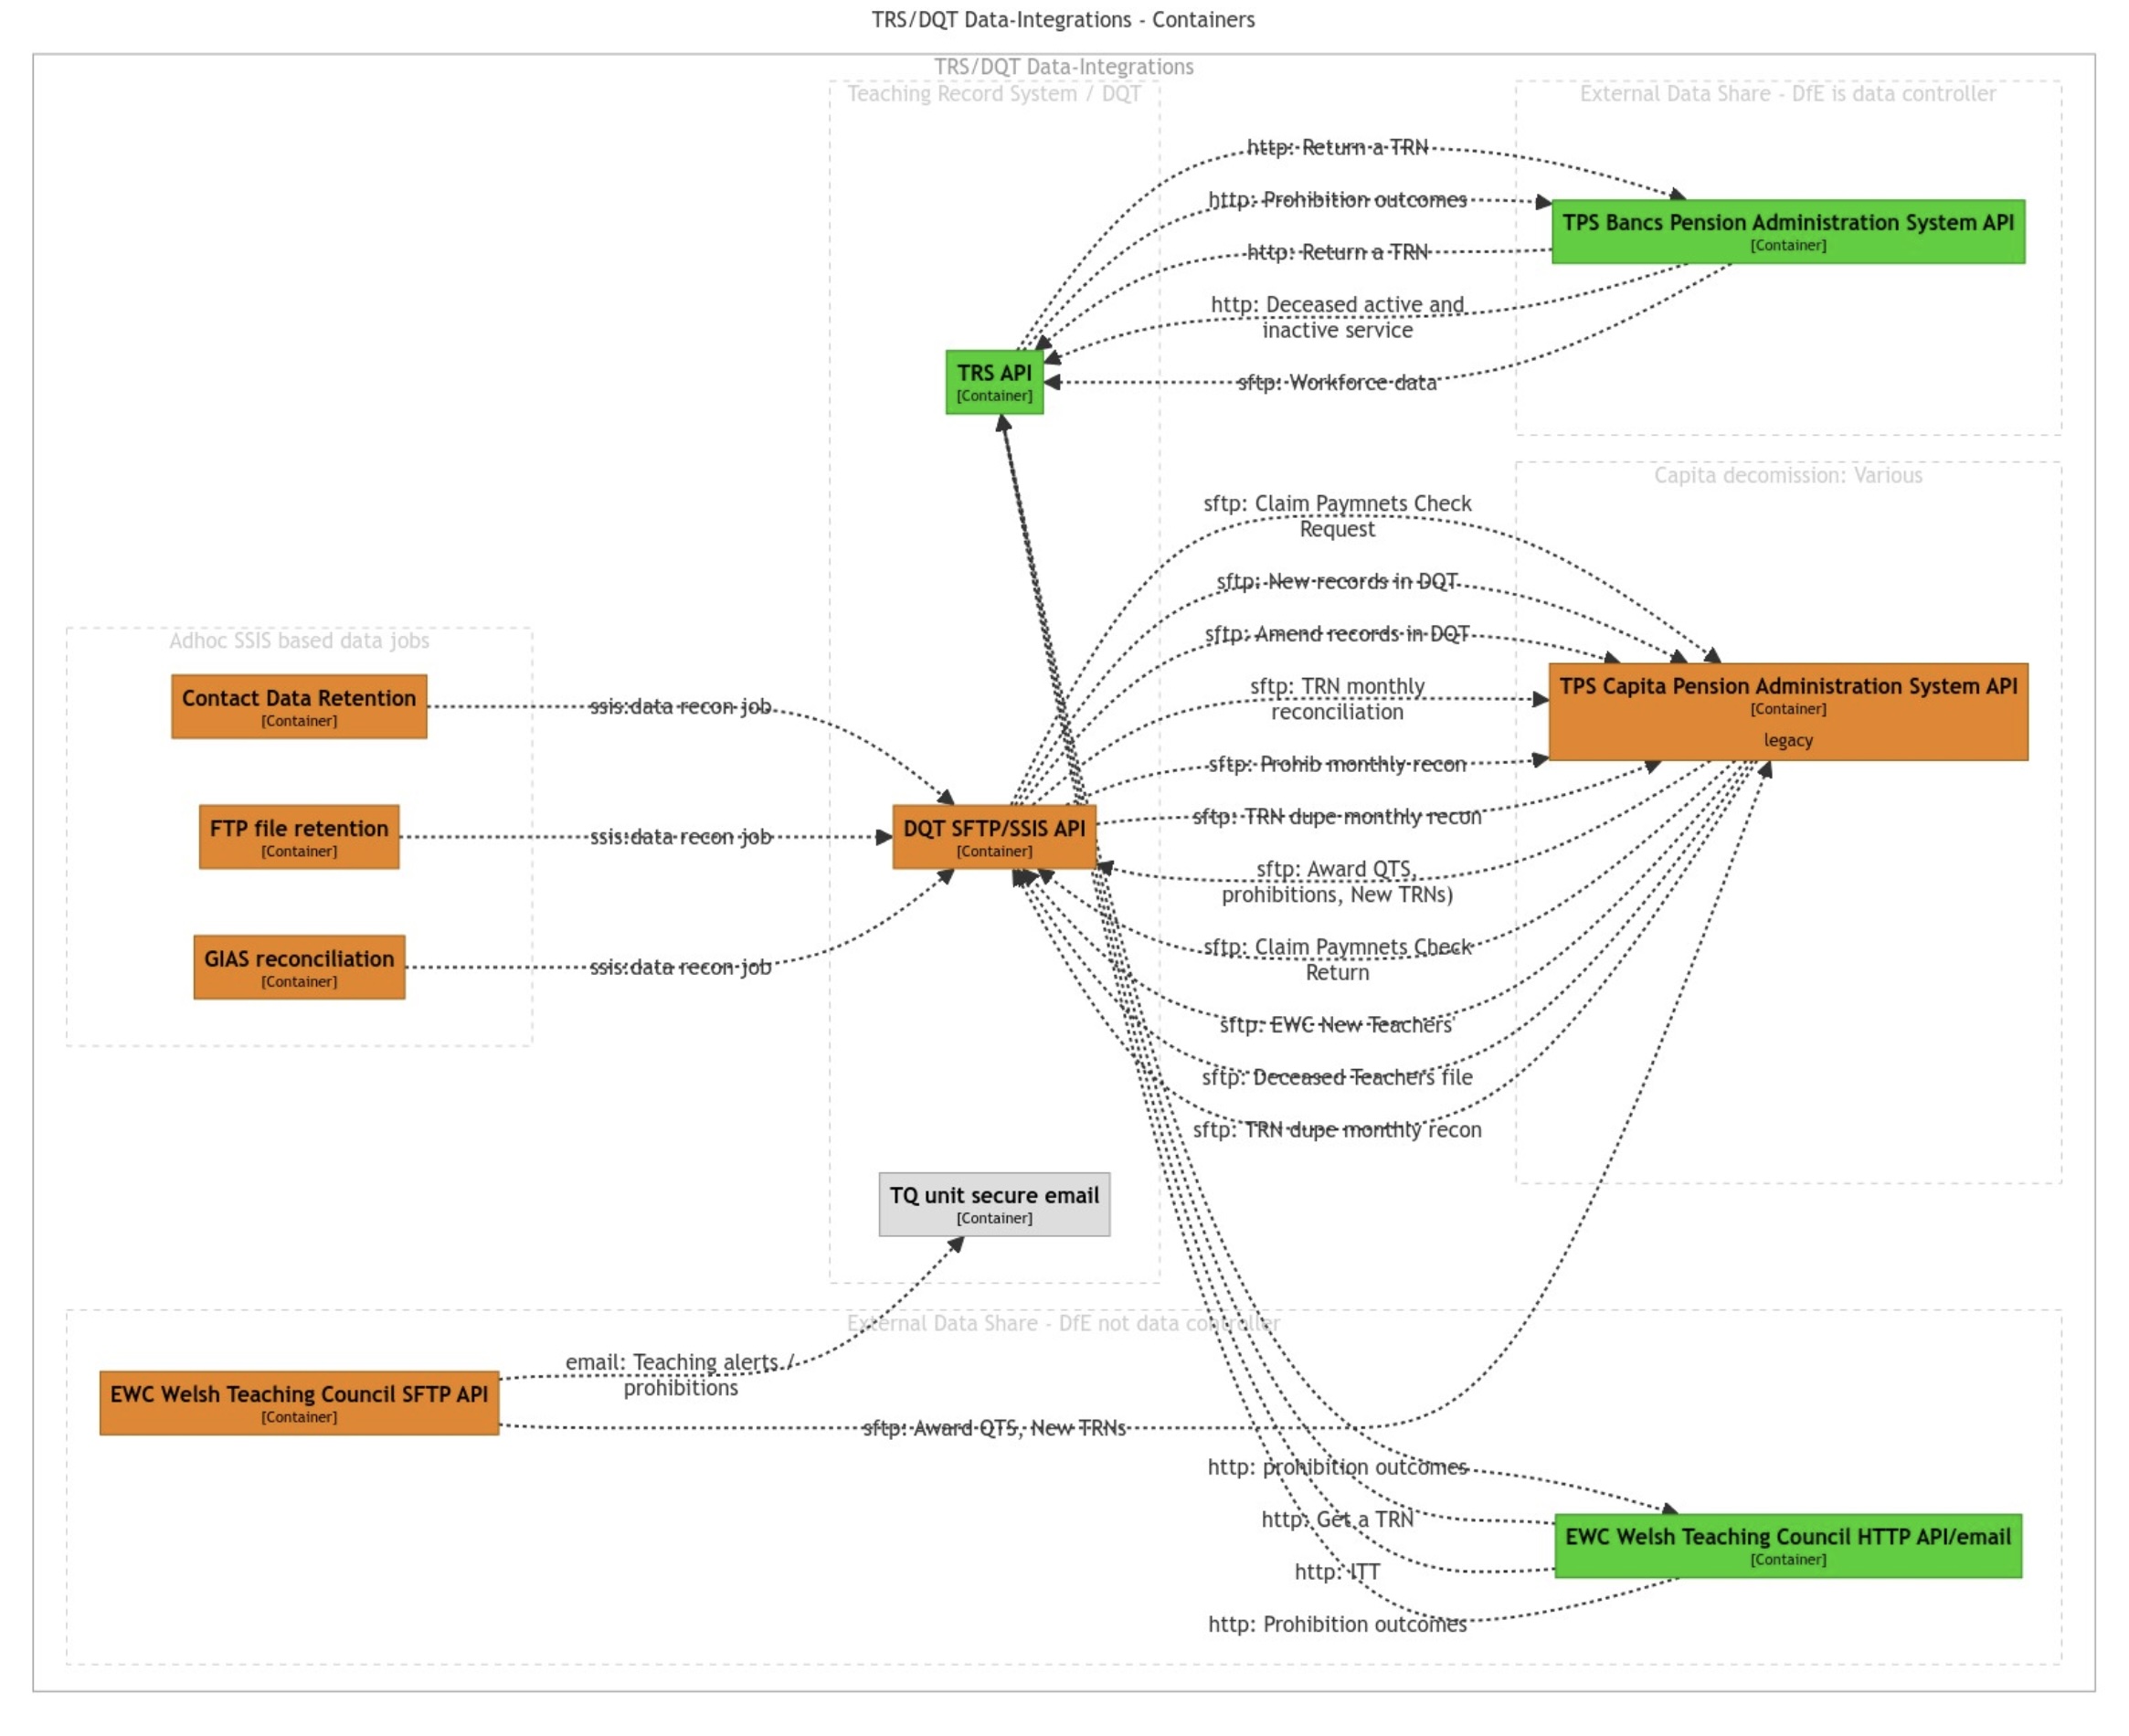 TRS/DQT Data-Integrations - Containers
TRS/DQT Data-Integrations
Teaching Record System / DQT
External Data Share - DfE is data controller
http: Return a TRN
http: Prohibition outcomes
http: Return a TRN
http: Deceased active and
inactive service
sftp: Workforce data
TPS Bancs Pension Administration System API
[Container]
TRS API
[Container]
Capita decomission: Various
sftp: Claim Paymnets Check
Request
sftp: New records in DQT
sftp: Amend records in DQT
sftp: TRN monthly
reconciliation
sftp: Prohib monthly recon
sftp: TRN dupe monthly recon
sftp: Award QTS,
prohibitions, New TRNs)
sftp: Claim Paymnets Check
Return
sftp: EWC New Teachers'
sftp: Deceased Teachers file
sftp: TRN dupe monthly recon
TPS Capita Pension Administration System API
[Container]
legacy
Adhoc SSIS based data jobs
Contact Data Retention
[Container]
ssis:data recon job
FTP file retention
[Container]
ssis:data recon job
GIAS reconciliation
[Container]
ssis:data recon job
DQT SFTP/SSIS API
[Container]
TQ unit secure email
[Container]
External Data Share - DfE not data controller
EWC Welsh Teaching Council SFTP API
[Container]
email: Teaching alerts /
prohibitions
sftp: Award QTS, New TRNs
http: prohibition outcomes
http: Get a TRN
http: ITT
http: Prohibition outcomes
EWC Welsh Teaching Council HTTP API/email
[Container]